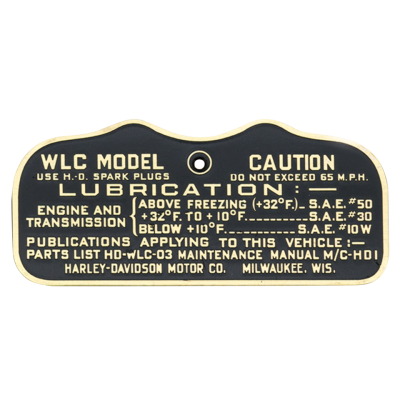 WLC MODEL CAUTION
USE H.-D. SPARK PLUGS DO NOT EXCEED 65 M.P.H.
LUBRICATION:—
ENGINE AND TRANSMISSION
ABOVE FREEZING (+32°F.)__S.A.E.#50
+32°F. TO +10°F.__________S.A.E.#30
BELOW +10°F.____________S.A.E.#10W
PUBLICATIONS APPLYING TO THIS VEHICLE:—
PARTS LIST HD-WLC-03 MAINTENANCE MANUAL M/C-HD1
HARLEY-DAVIDSON MOTOR CO. MILWAUKEE, WIS.